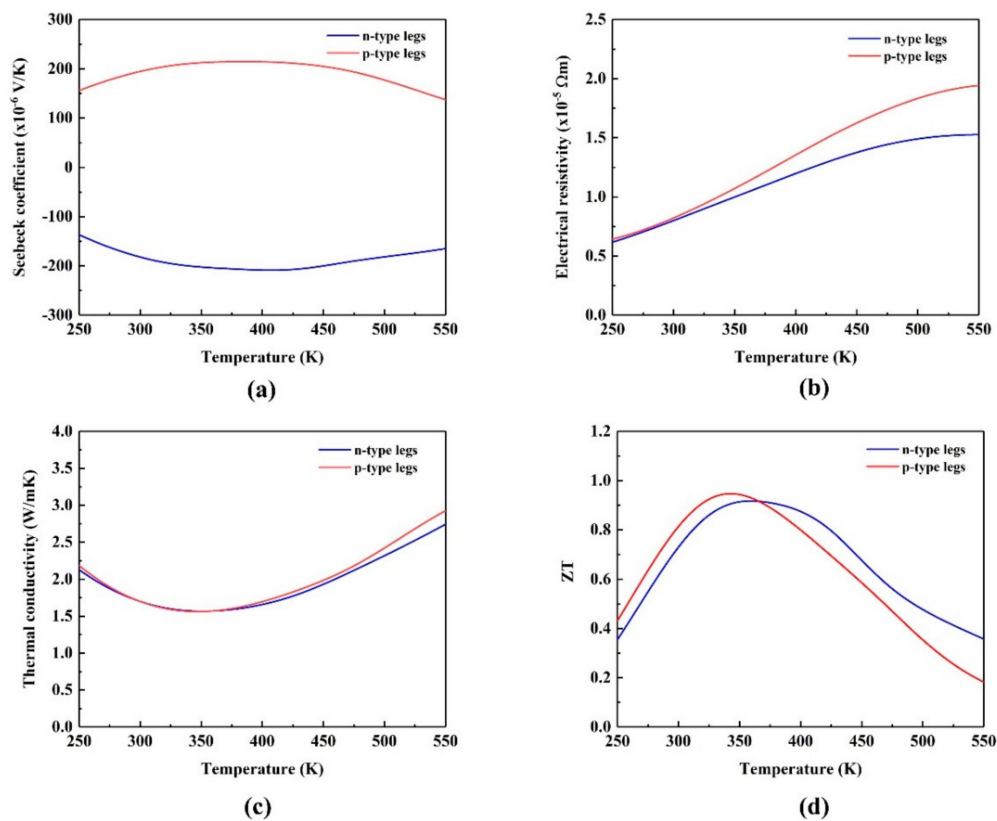 300
200
100
0
-100
-200
-300
Seebeck coefficient (x10⁻⁶ V/K)
n-type legs
p-type legs
250 300 350 400 450 500 550
Temperature (K)
(a)
2.5
2.0
1.5
1.0
0.5
0.0
Electrical resistivity (x10⁻⁵ Ωm)
n-type legs
p-type legs
250 300 350 400 450 500 550
Temperature (K)
(b)
4.0
3.5
3.0
2.5
2.0
1.5
1.0
0.5
0.0
Thermal conductivity (W/mK)
n-type legs
p-type legs
250 300 350 400 450 500 550
Temperature (K)
(c)
1.2
1.0
0.8
0.6
0.4
0.2
0.0
ZT
n-type legs
p-type legs
250 300 350 400 450 500 550
Temperature (K)
(d)